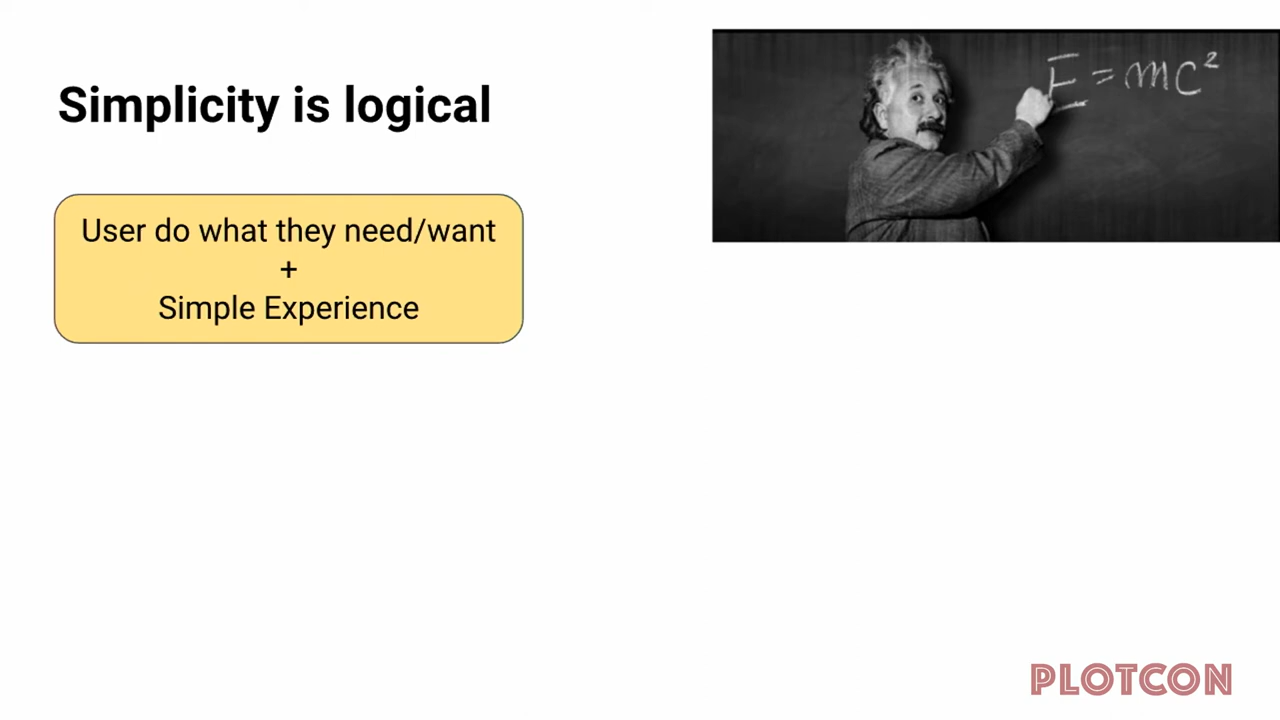 Simplicity is logical
E = mc²
User do what they need/want
+
Simple Experience
PLOTCON